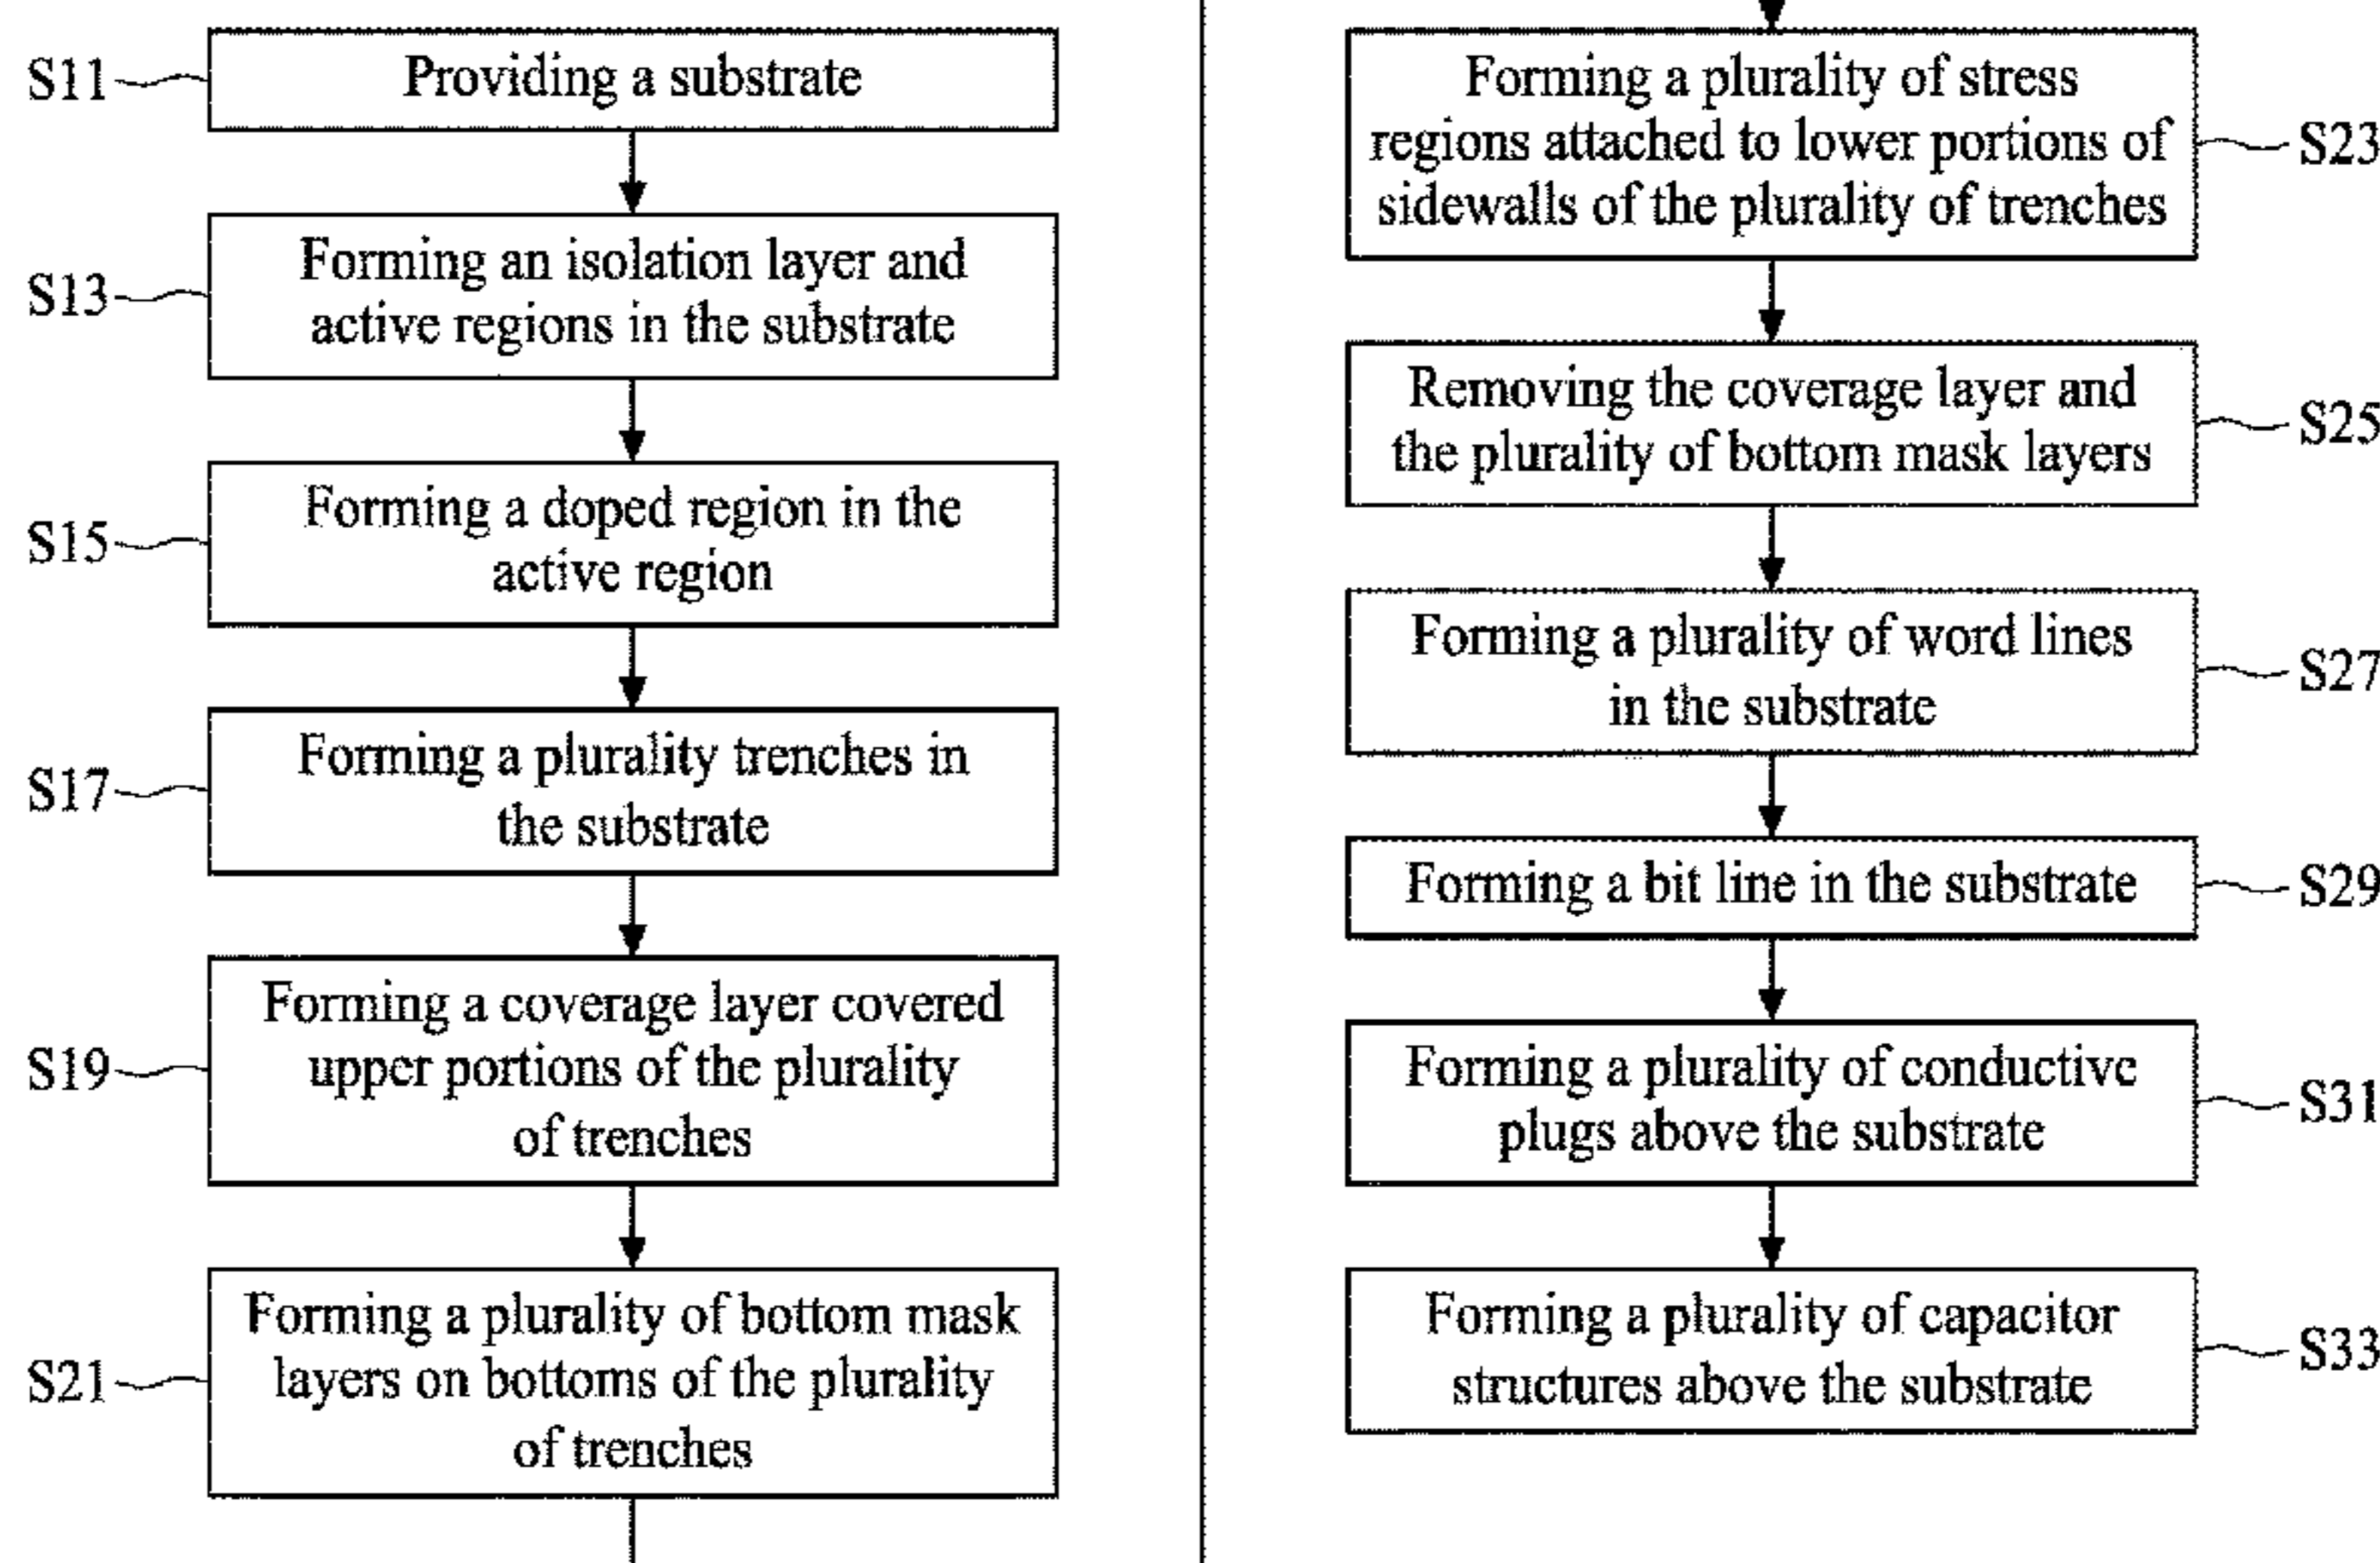 S11
Providing a substrate
S13
Forming an isolation layer and
active regions in the substrate
S15
Forming a doped region in the
active region
S17
Forming a plurality trenches in
the substrate
S19
Forming a coverage layer covered
upper portions of the plurality
of trenches
S21
Forming a plurality of bottom mask
layers on bottoms of the plurality
of trenches
Forming a plurality of stress
regions attached to lower portions of
sidewalls of the plurality of trenches
S23
Removing the coverage layer and
the plurality of bottom mask layers
S25
Forming a plurality of word lines
in the substrate
S27
Forming a bit line in the substrate
S29
Forming a plurality of conductive
plugs above the substrate
S31
Forming a plurality of capacitor
structures above the substrate
S33